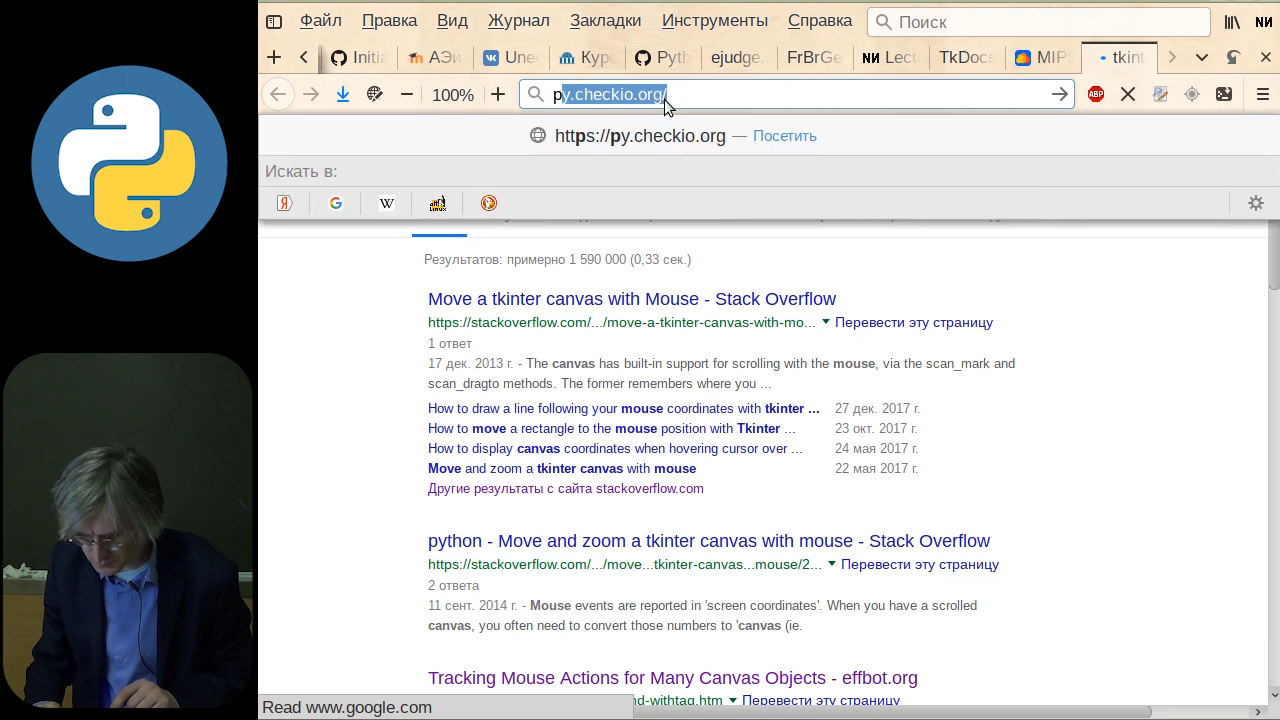 Файл Правка Вид Журнал Закладки Инструменты Справка Поиск
Initia АЭи Une Кур Pyth ejudge. FrBrGe Lect TkDocs MIP tkint
100% py.checkio.org/
https://py.checkio.org — Посетить
Искать в:
Результатов: примерно 1 590 000 (0,33 сек.)
Move a tkinter canvas with Mouse - Stack Overflow
https://stackoverflow.com/.../move-a-tkinter-canvas-with-mo... Перевести эту страницу
1 ответ
17 дек. 2013 г. - The canvas has built-in support for scrolling with the mouse, via the scan_mark and
scan_dragto methods. The former remembers where you ...
How to draw a line following your mouse coordinates with tkinter ... 27 дек. 2017 г.
How to move a rectangle to the mouse position with Tkinter ... 23 окт. 2017 г.
How to display canvas coordinates when hovering cursor over ... 24 мая 2017 г.
Move and zoom a tkinter canvas with mouse 22 мая 2017 г.
Другие результаты с сайта stackoverflow.com
python - Move and zoom a tkinter canvas with mouse - Stack Overflow
https://stackoverflow.com/.../move...tkinter-canvas...mouse/2... Перевести эту страницу
2 ответа
11 сент. 2014 г. - Mouse events are reported in 'screen coordinates'. When you have a scrolled
canvas, you often need to convert those numbers to 'canvas (ie.
Tracking Mouse Actions for Many Canvas Objects - effbot.org
nd-withtag.htm Перевести эту страницу
Read www.google.com